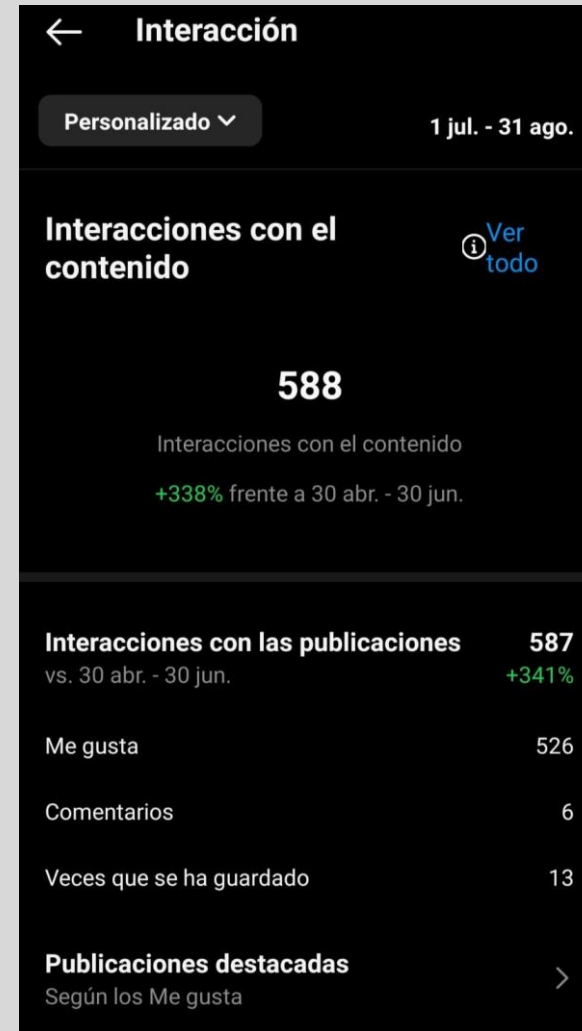 Interacción
Personalizado
1 jul. - 31 ago.
Interacciones con el
contenido
Ver
todo
588
Interacciones con el contenido
+338% frente a 30 abr. - 30 jun.
Interacciones con las publicaciones 587
vs. 30 abr. - 30 jun. +341%
Me gusta 526
Comentarios 6
Veces que se ha guardado 13
Publicaciones destacadas
Según los Me gusta